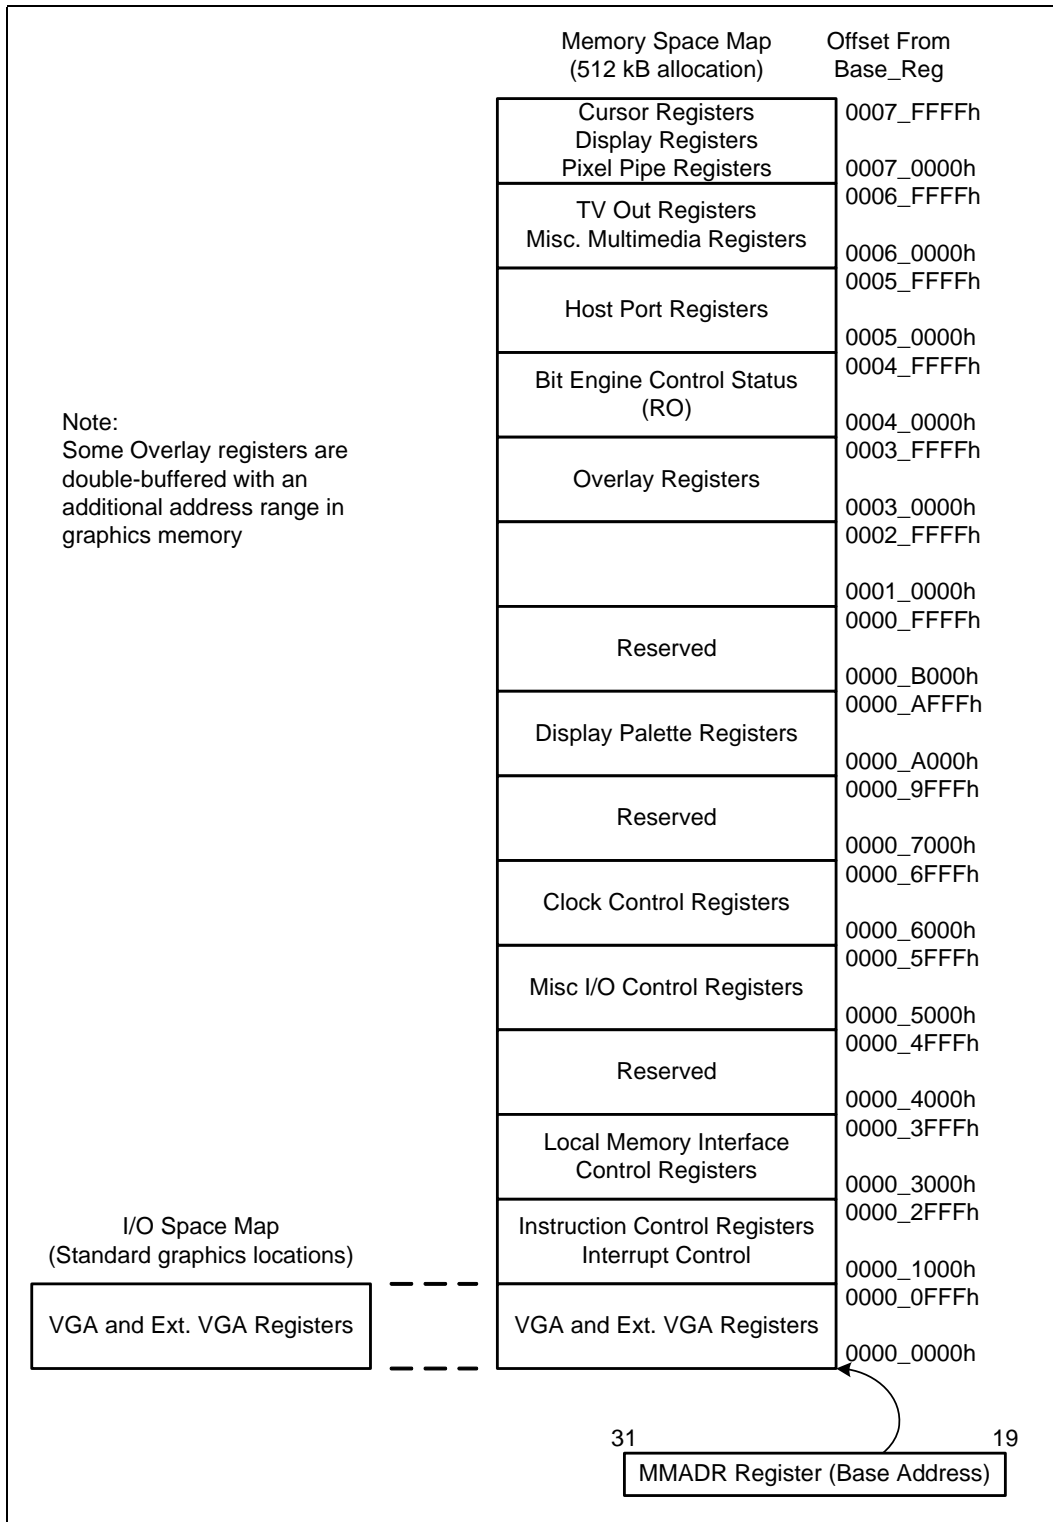 Memory Space Map
(512 kB allocation)
Offset From
Base_Reg
Cursor Registers
Display Registers
Pixel Pipe Registers
0007_FFFFh
0007_0000h
TV Out Registers
Misc. Multimedia Registers
0006_FFFFh
0006_0000h
Host Port Registers
0005_FFFFh
0005_0000h
Bit Engine Control Status
(RO)
0004_FFFFh
0004_0000h
Note:
Some Overlay registers are
double-buffered with an
additional address range in
graphics memory
Overlay Registers
0003_FFFFh
0003_0000h
0002_FFFFh
0001_0000h
Reserved
0000_FFFFh
0000_B000h
Display Palette Registers
0000_AFFFh
0000_A000h
Reserved
0000_9FFFh
0000_7000h
Clock Control Registers
0000_6FFFh
0000_6000h
Misc I/O Control Registers
0000_5FFFh
0000_5000h
Reserved
0000_4FFFh
0000_4000h
Local Memory Interface
Control Registers
0000_3FFFh
0000_3000h
Instruction Control Registers
Interrupt Control
0000_2FFFh
0000_1000h
I/O Space Map
(Standard graphics locations)
VGA and Ext. VGA Registers
VGA and Ext. VGA Registers
0000_0FFFh
0000_0000h
31
19
MMADR Register (Base Address)